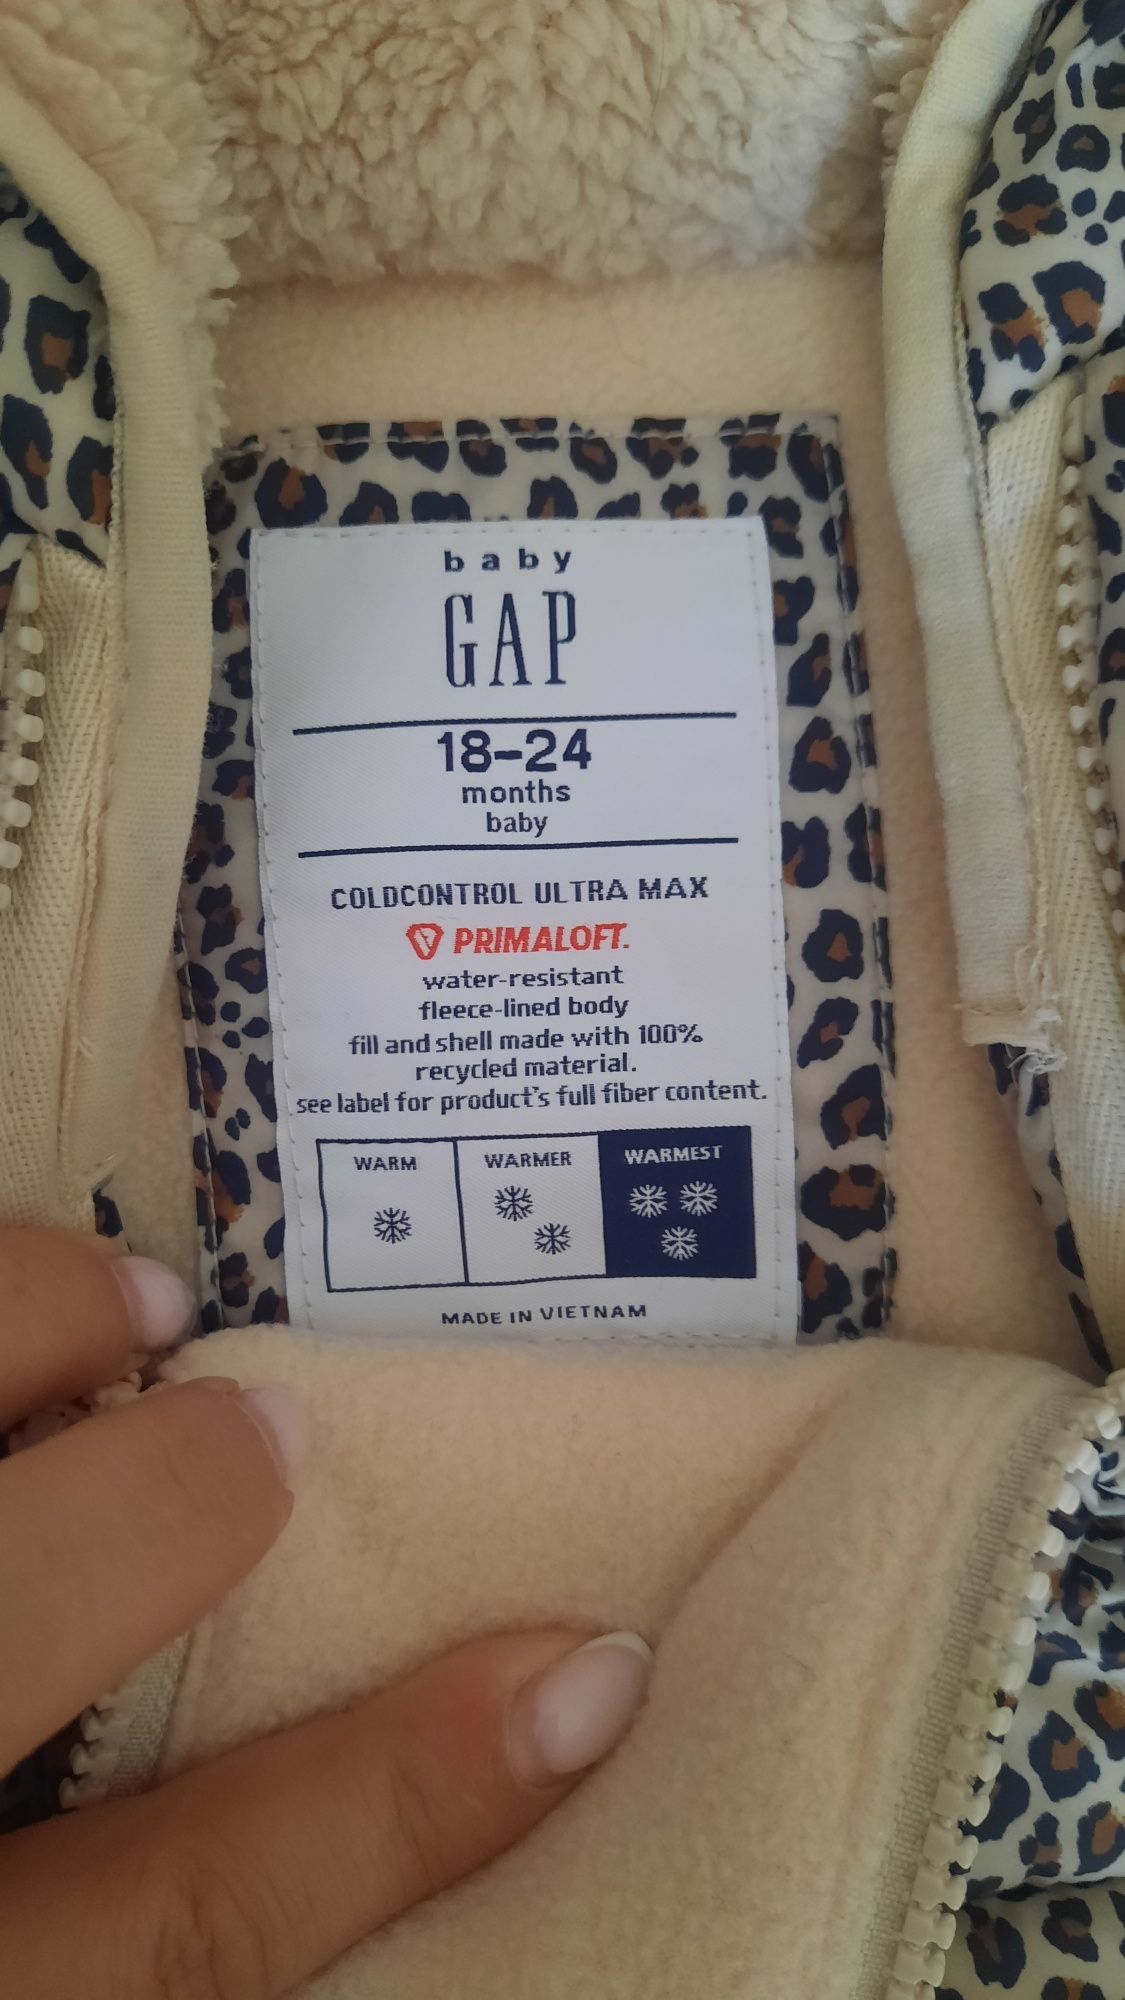 baby
GAP
18-24
months
baby
COLDCONTROL ULTRA MAX
PRIMALOFT.
water-resistant
fleece-lined body
fill and shell made with 100%
recycled material.
see label for product's full fiber content.
WARM WARMER WARMEST
MADE IN VIETNAM